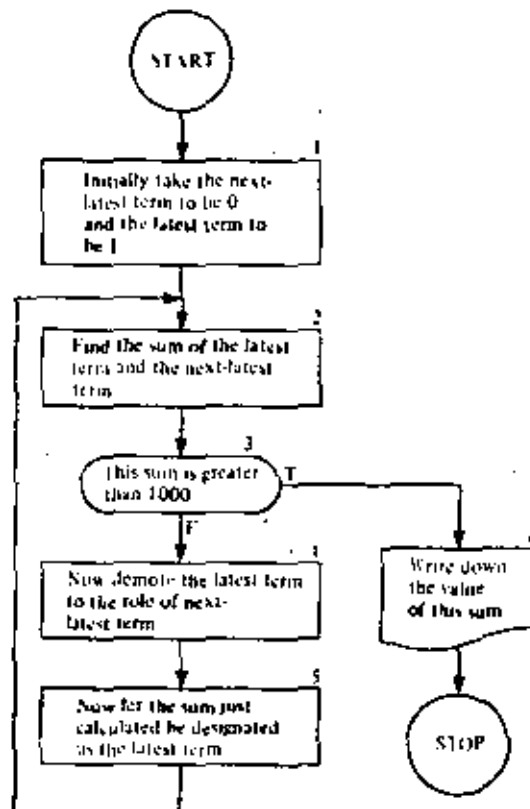 START
1
Initially take the next-
latest term to be 0
and the latest term to
be 1
2
Find the sum of the latest
term and the next-latest
term
3
This sum is greater
than 1000
T
F
Now demote the latest term
to the role of next-
latest term
Write down
the value
of this sum
5
Now for the sum just
calculated be designated
as the latest term
STOP